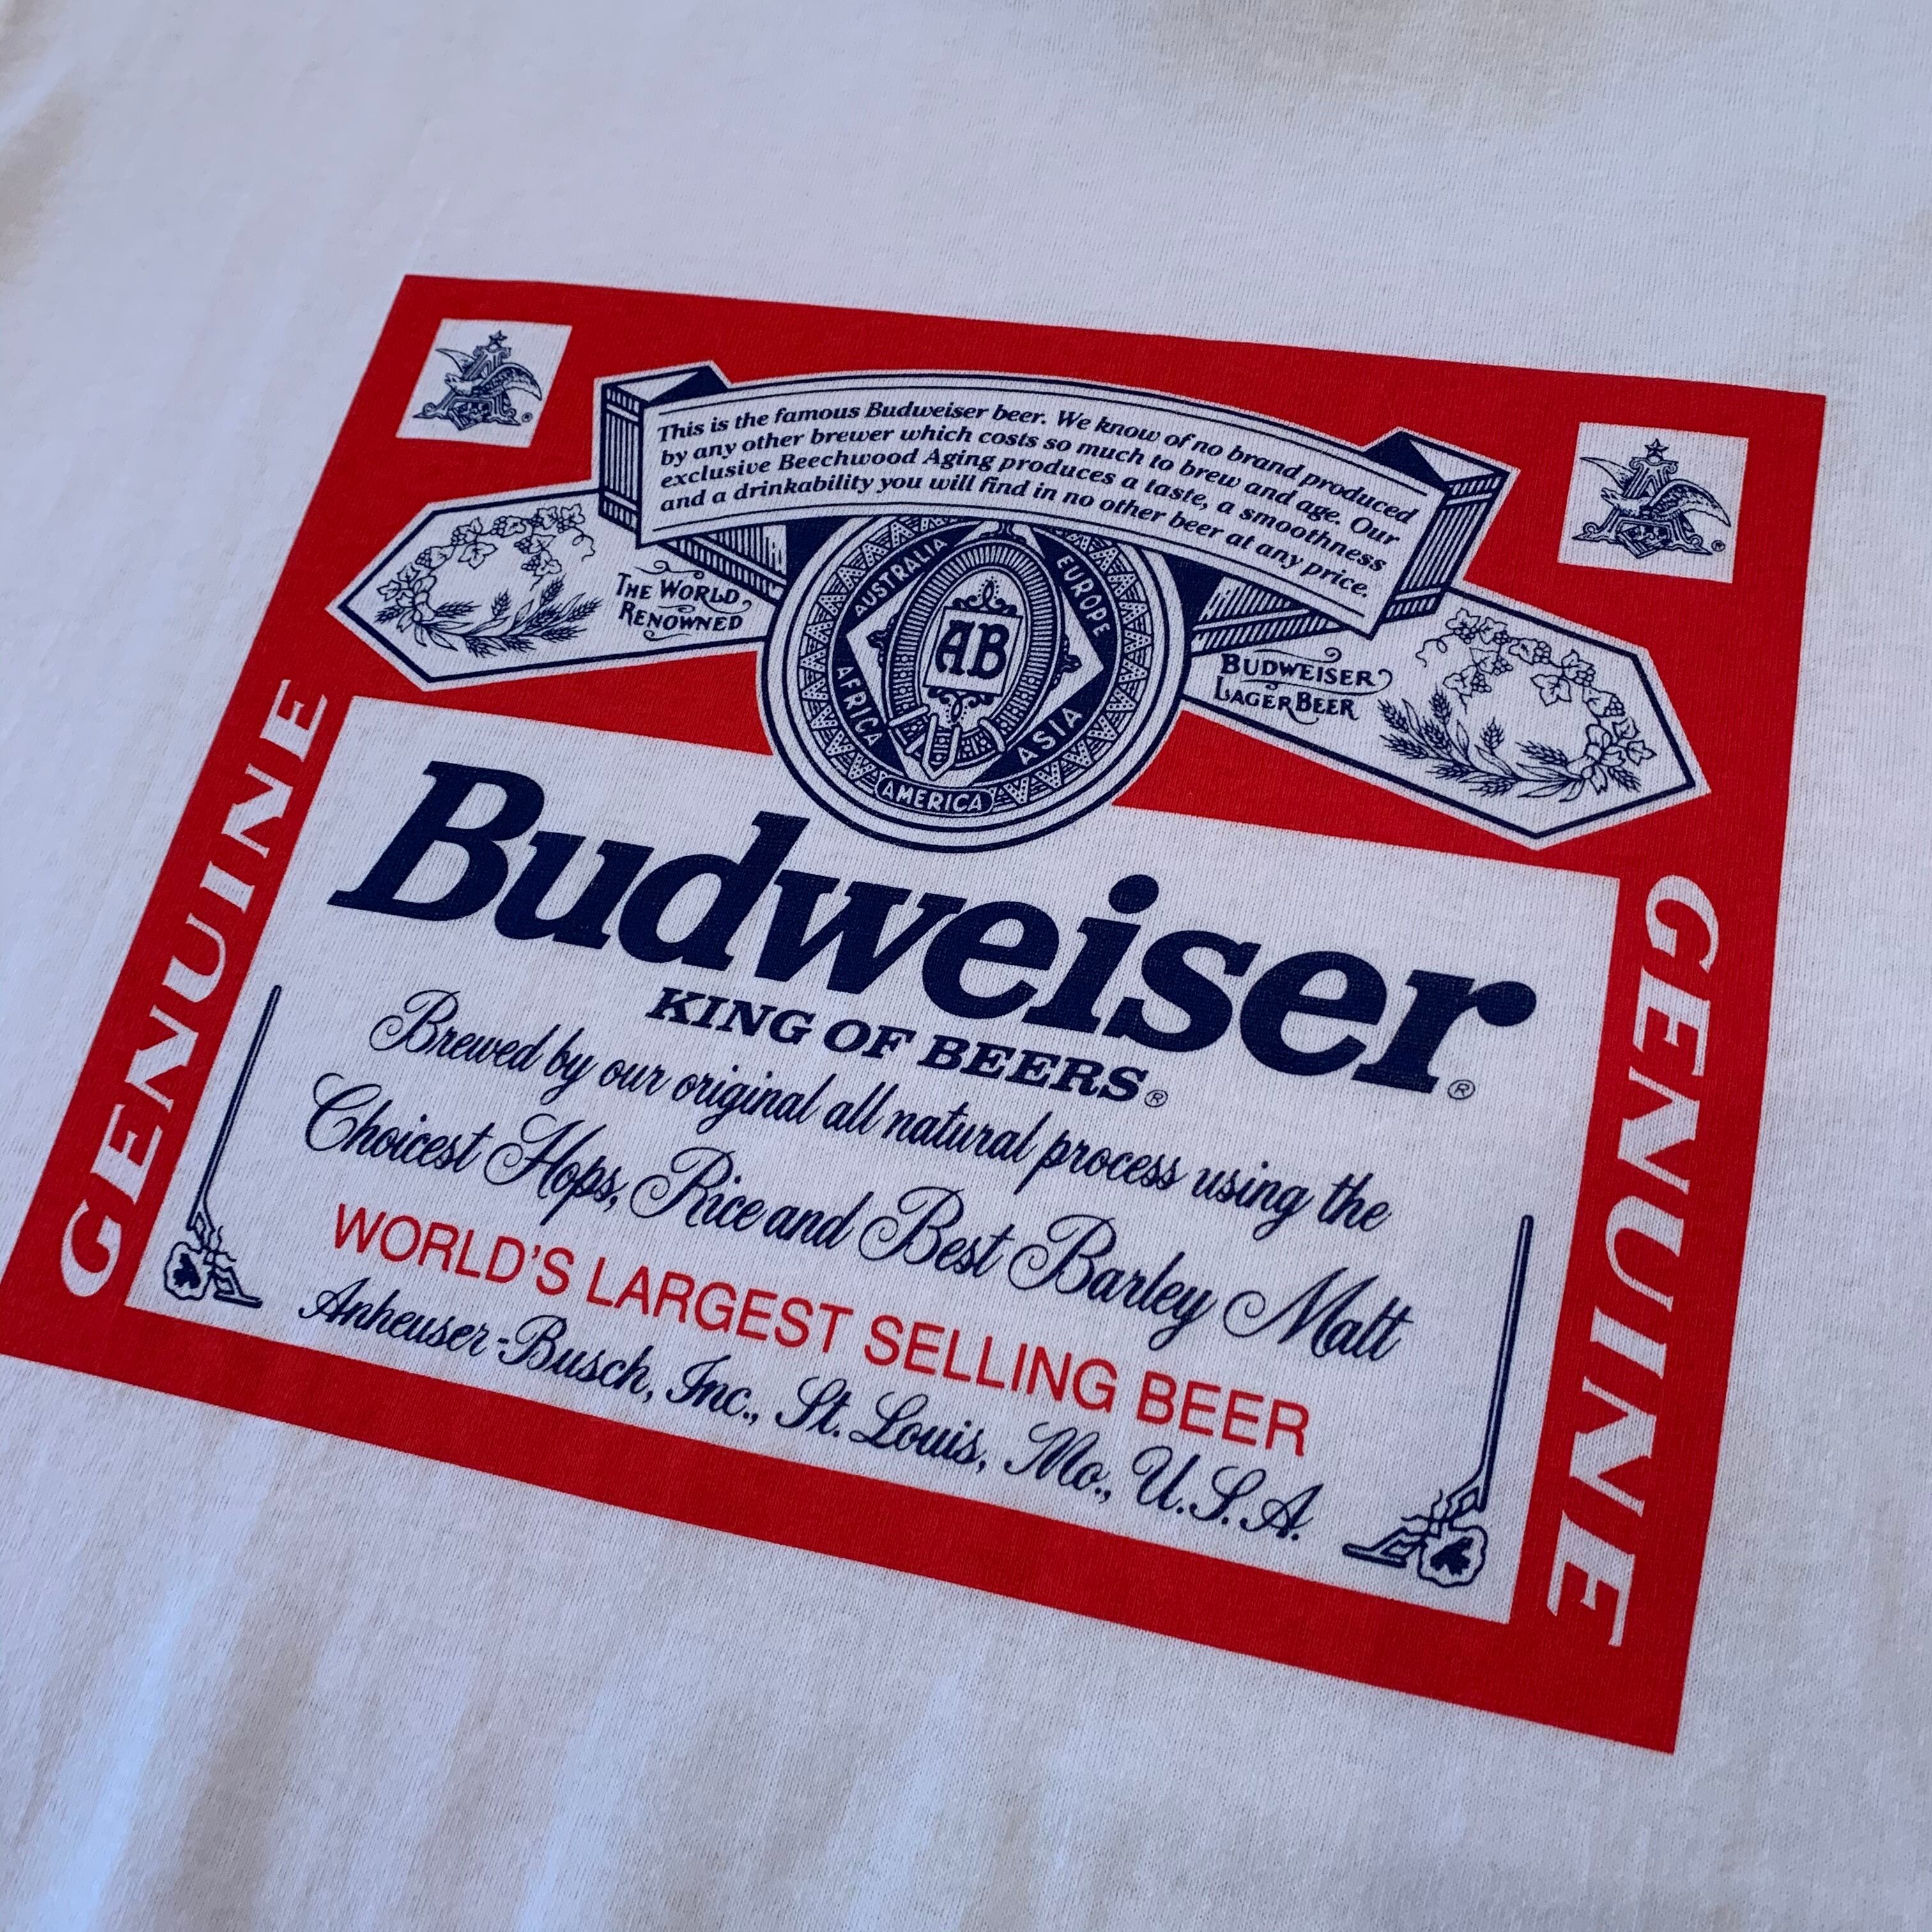 This is the famous Budweiser beer. We know of no brand produced
by any other brewer which costs so much to brew and age. Our
exclusive Beechwood Aging produces a taste, a smoothness
and a drinkability you will find in no other beer at any price.
THE WORLD
RENOWNED
AUSTRALIA
EUROPE
AB
AFRICA
ASIA
AMERICA
BUDWEISER
LAGER BEER
GENUINE
Budweiser®
KING OF BEERS®
Brewed by our original all natural process using the
Choicest Hops, Rice and Best Barley Malt
WORLD'S LARGEST SELLING BEER
Anheuser-Busch, Inc., St. Louis, Mo., U.S.A.
GENUINE